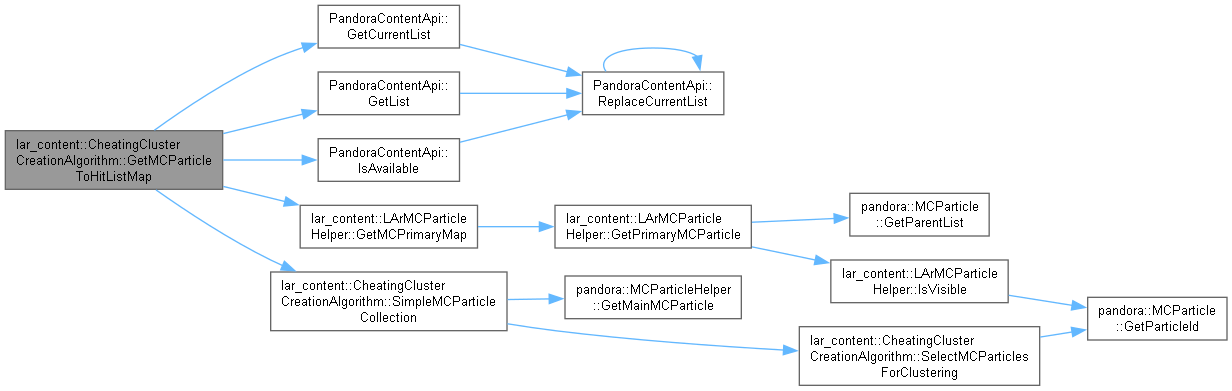 lar_content::CheatingCluster
CreationAlgorithm::GetMCParticle
ToHitListMap
PandoraContentApi::
GetCurrentList
PandoraContentApi::
GetList
PandoraContentApi::
IsAvailable
PandoraContentApi::
ReplaceCurrentList
lar_content::LArMCParticle
Helper::GetMCPrimaryMap
lar_content::LArMCParticle
Helper::GetPrimaryMCParticle
pandora::MCParticle
::GetParentList
lar_content::LArMCParticle
Helper::IsVisible
lar_content::CheatingCluster
CreationAlgorithm::SimpleMCParticle
Collection
pandora::MCParticleHelper
::GetMainMCParticle
lar_content::CheatingCluster
CreationAlgorithm::SelectMCParticles
ForClustering
pandora::MCParticle
::GetParticleId